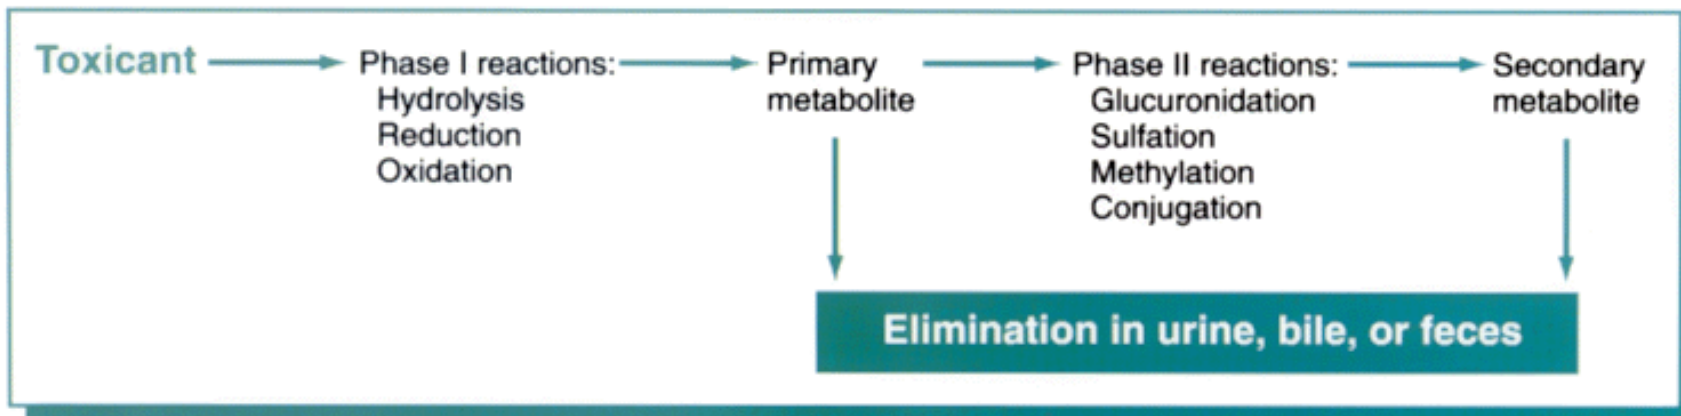 Toxicant
Phase I reactions:
Hydrolysis
Reduction
Oxidation
Primary
metabolite
Phase II reactions:
Glucuronidation
Sulfation
Methylation
Conjugation
Secondary
metabolite
Elimination in urine, bile, or feces